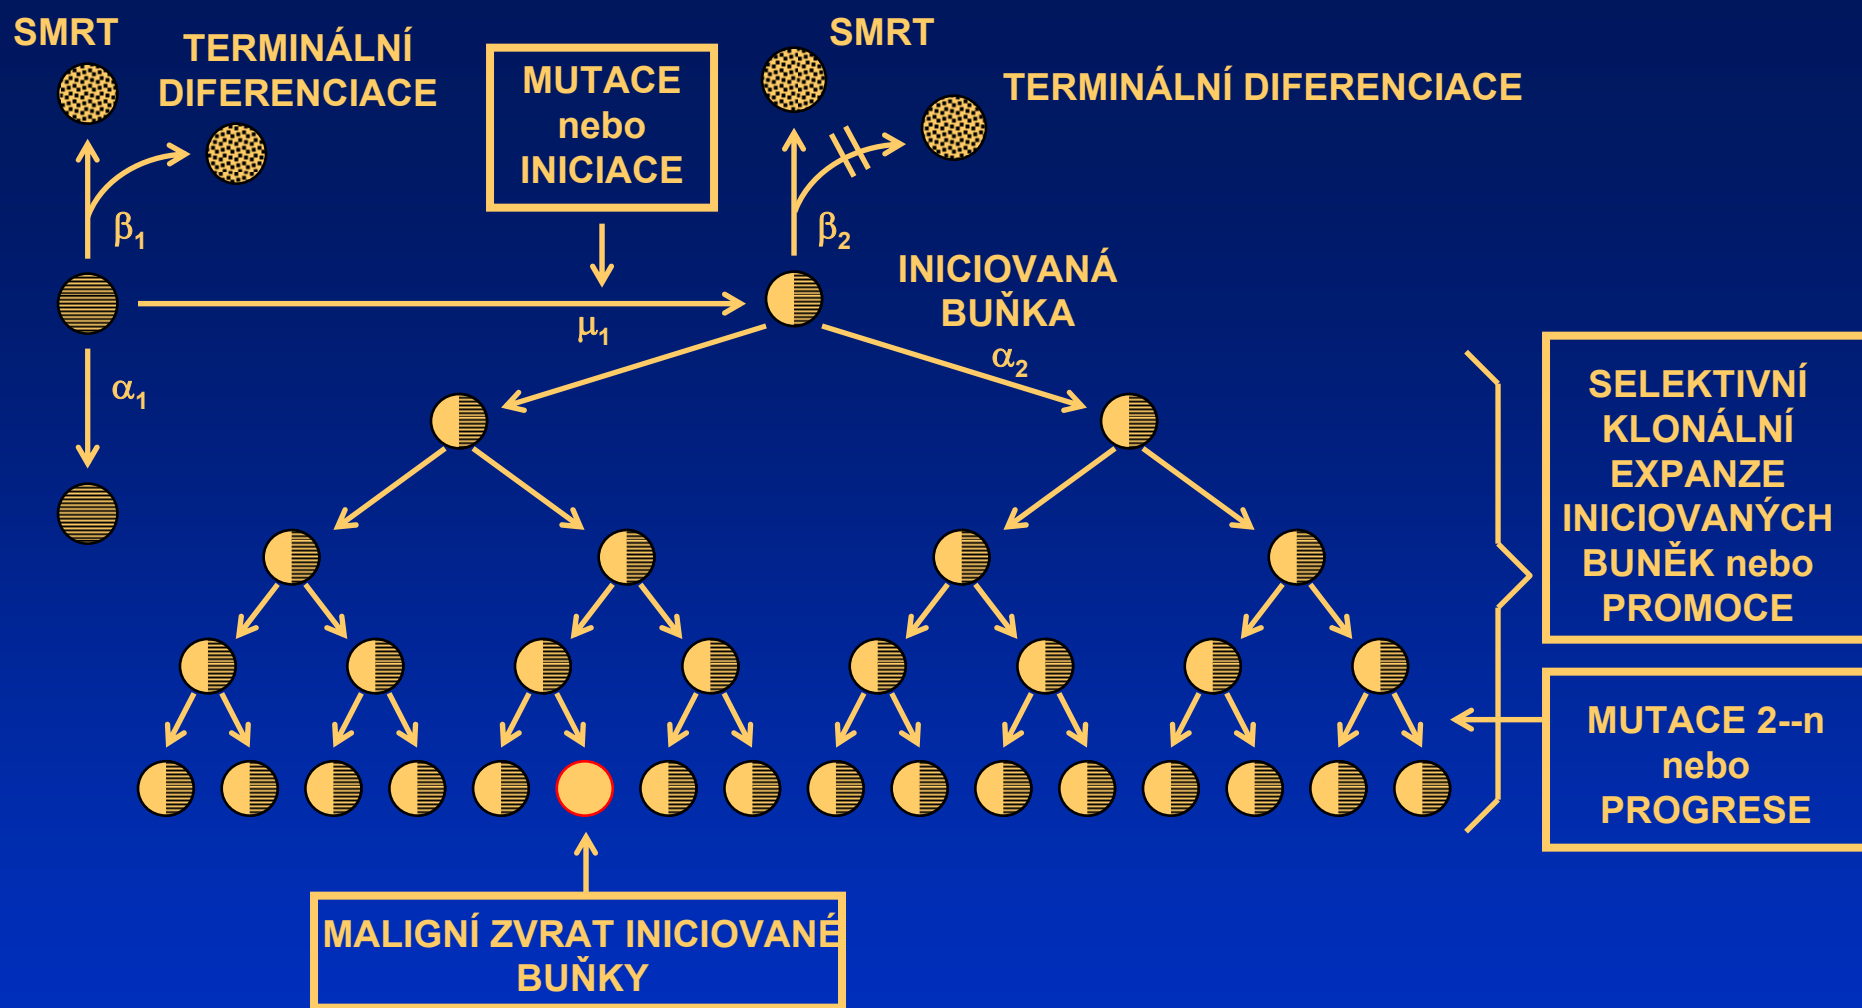 SMRT
TERMINÁLNÍ
DIFERENCIACE
MUTACE
nebo
INICIACE
SMRT
TERMINÁLNÍ DIFERENCIACE
β1
β2
μ1
INICIOVANÁ
BUŇKA
α2
α1
SELEKTIVNÍ
KLONÁLNÍ
EXPANZE
INICIOVANÝCH
BUNĚK nebo
PROMOCE
MUTACE 2--n
nebo
PROGRESE
MALIGNÍ ZVRAT INICIOVANÉ
BUŇKY